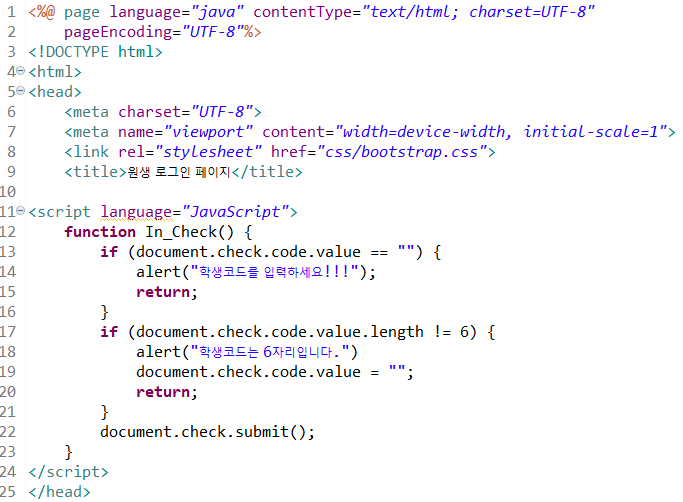 1 <%@ page language="java" contentType="text/html; charset=UTF-8"
2     pageEncoding="UTF-8"%>
3 <!DOCTYPE html>
4 <html>
5 <head>
6     <meta charset="UTF-8">
7     <meta name="viewport" content="width=device-width, initial-scale=1">
8     <link rel="stylesheet" href="css/bootstrap.css">
9     <title>원생 로그인 페이지</title>
10
11 <script language="JavaScript">
12     function In_Check() {
13         if (document.check.code.value == "") {
14             alert("학생코드를 입력하세요!!!");
15             return;
16         }
17         if (document.check.code.value.length != 6) {
18             alert("학생코드는 6자리입니다.")
19             document.check.code.value = "";
20             return;
21         }
22         document.check.submit();
23     }
24 </script>
25 </head>